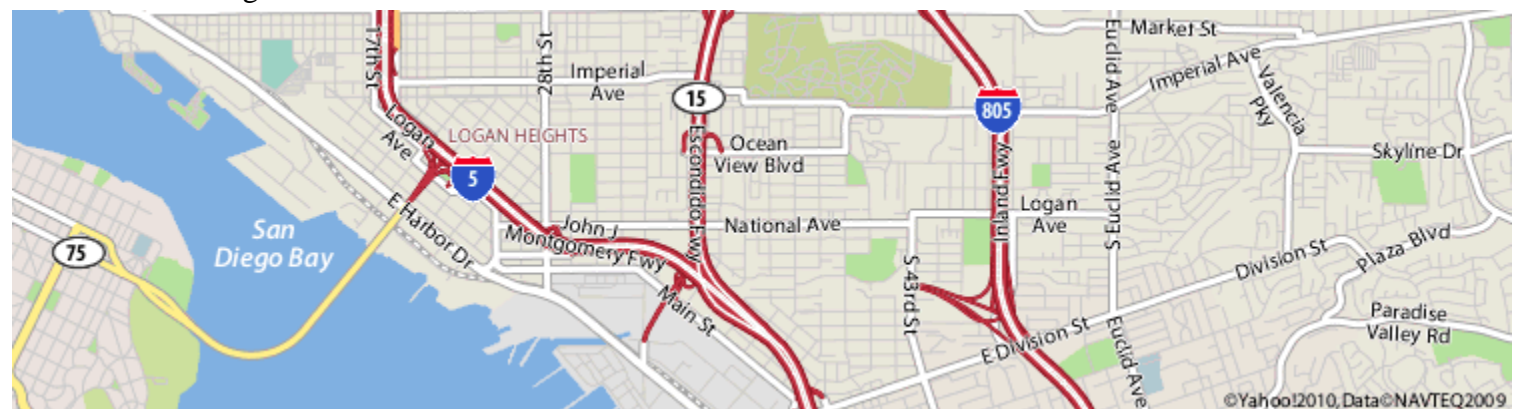 17th St
28th St
Imperial
Ave
15
805
Euclid Ave
Market St
Imperial Ave
Valencia
Pky
Logan
Ave
LOGAN HEIGHTS
5
Escondido Fwy
Ocean
View Blvd
Inland Fwy
Skyline Dr
E Harbor Dr
John J
Montgomery Fwy
National Ave
Logan
Ave
S Euclid Ave
San
Diego Bay
75
Main St
S 43rd St
Division St
Plaza Blvd
E Division St
Euclid Ave
Paradise
Valley Rd
©Yahoo!2010,Data©NAVTEQ2009